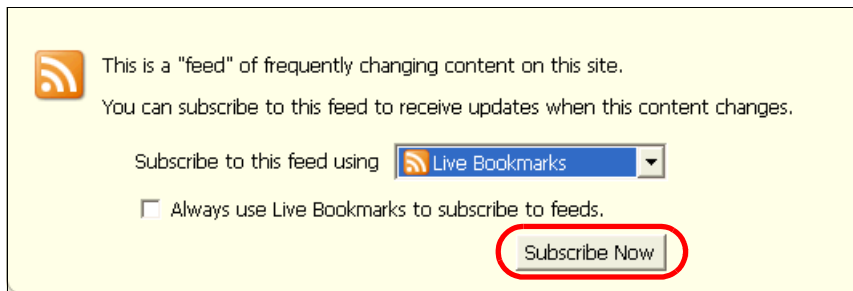 This is a "feed" of frequently changing content on this site.
You can subscribe to this feed to receive updates when this content changes.
Subscribe to this feed using Live Bookmarks
Always use Live Bookmarks to subscribe to feeds.
Subscribe Now